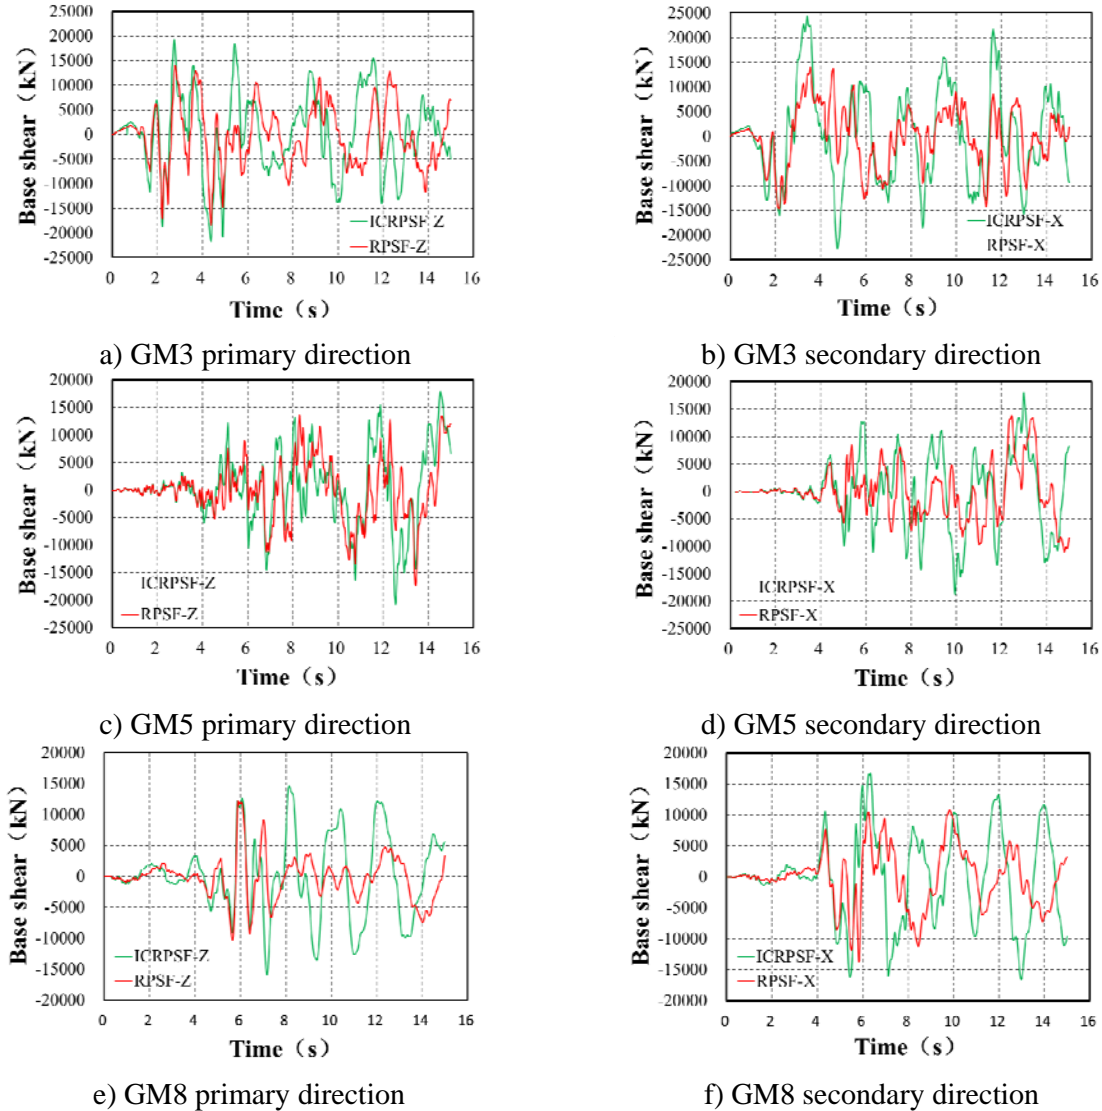 25000
20000
15000
10000
5000
0
-5000
-10000
-15000
-20000
-25000
Base shear（kN）
ICRPSF-Z
RPSF-Z
0 2 4 6 8 10 12 14 16
Time（s）
a) GM3 primary direction
25000
20000
15000
10000
5000
0
-5000
-10000
-15000
-20000
-25000
Base shear（kN）
ICRPSF-X
RPSF-X
0 2 4 6 8 10 12 14 16
Time（s）
b) GM3 secondary direction
20000
15000
10000
5000
0
-5000
-10000
-15000
-20000
-25000
Base shear（kN）
ICRPSF-Z
RPSF-Z
0 2 4 6 8 10 12 14 16
Time（s）
c) GM5 primary direction
20000
15000
10000
5000
0
-5000
-10000
-15000
-20000
-25000
Base shear（kN）
ICRPSF-X
RPSF-X
0 2 4 6 8 10 12 14 16
Time（s）
d) GM5 secondary direction
20000
15000
10000
5000
0
-5000
-10000
-15000
-20000
Base shear（kN）
ICRPSF-Z
RPSF-Z
0 2 4 6 8 10 12 14 16
Time（s）
e) GM8 primary direction
20000
15000
10000
5000
0
-5000
-10000
-15000
-20000
Base shear（kN）
ICRPSF-X
RPSF-X
0 2 4 6 8 10 12 14 16
Time（s）
f) GM8 secondary direction